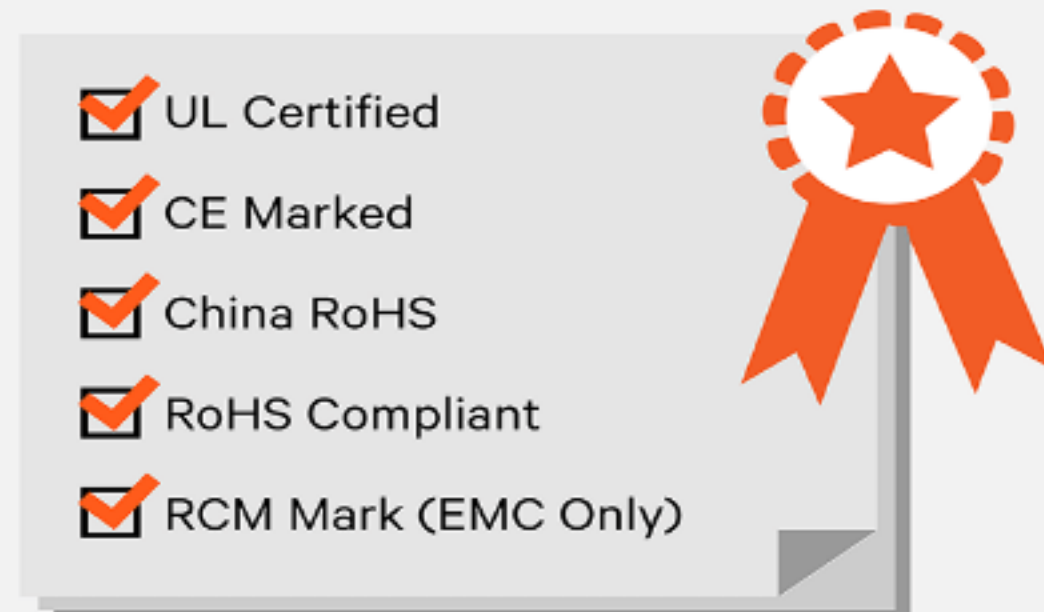 UL Certified
CE Marked
China RoHS
RoHS Compliant
RCM Mark (EMC Only)